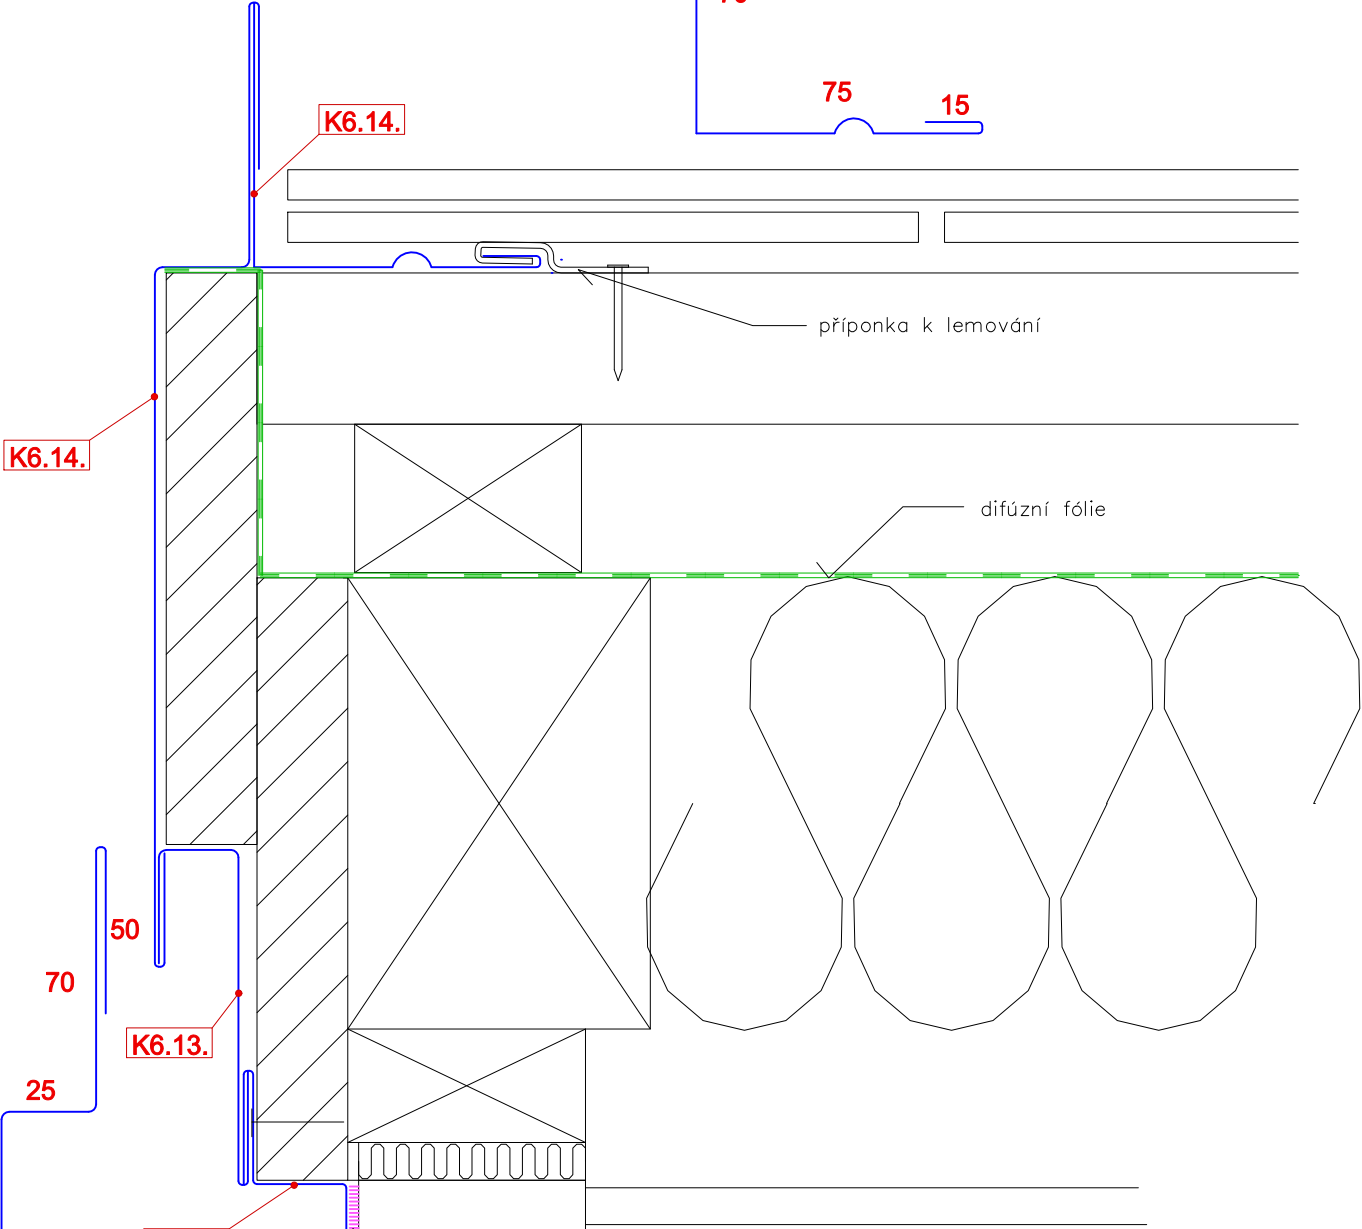 75
15
K6.14.
příponka k lemování
K6.14.
difúzní fólie
50
70
K6.13.
25